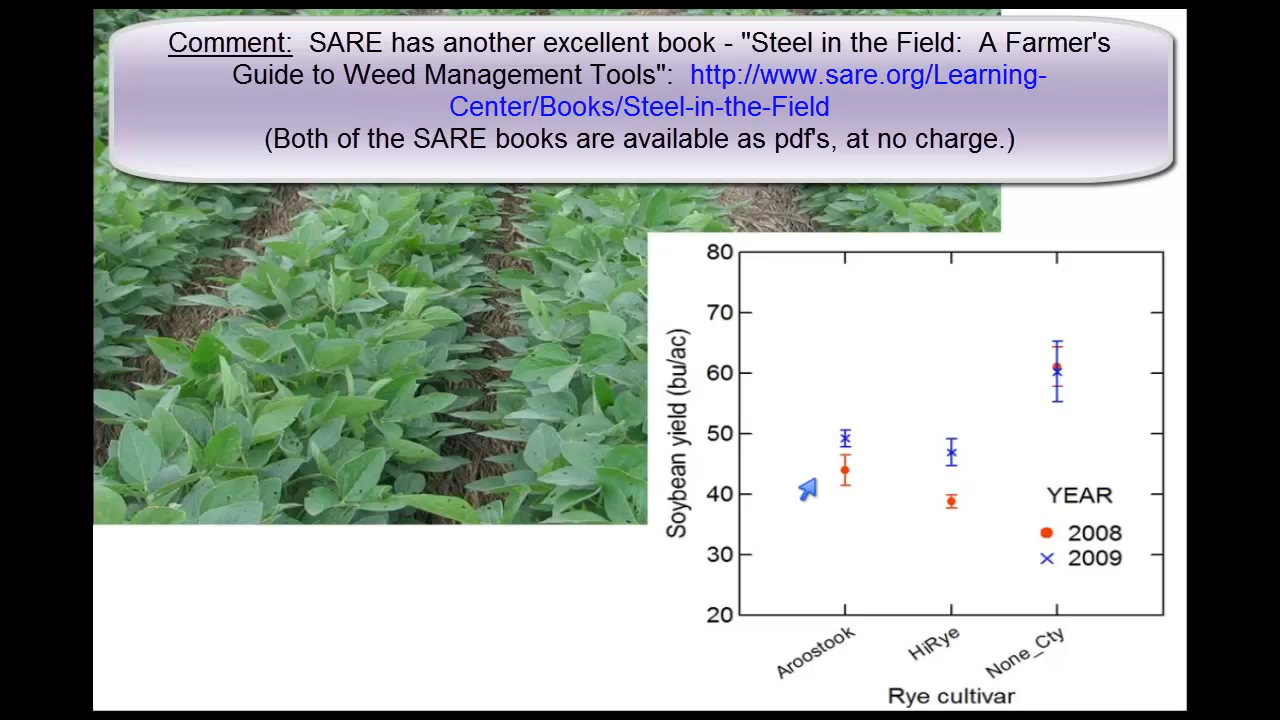 Comment:  SARE has another excellent book - "Steel in the Field:  A Farmer's
Guide to Weed Management Tools":  http://www.sare.org/Learning-
Center/Books/Steel-in-the-Field
(Both of the SARE books are available as pdf's, at no charge.)
80
70
60
50
40
30
20
Soybean yield (bu/ac)
YEAR
2008
2009
Aroostook
HiRye
None_Cty
Rye cultivar